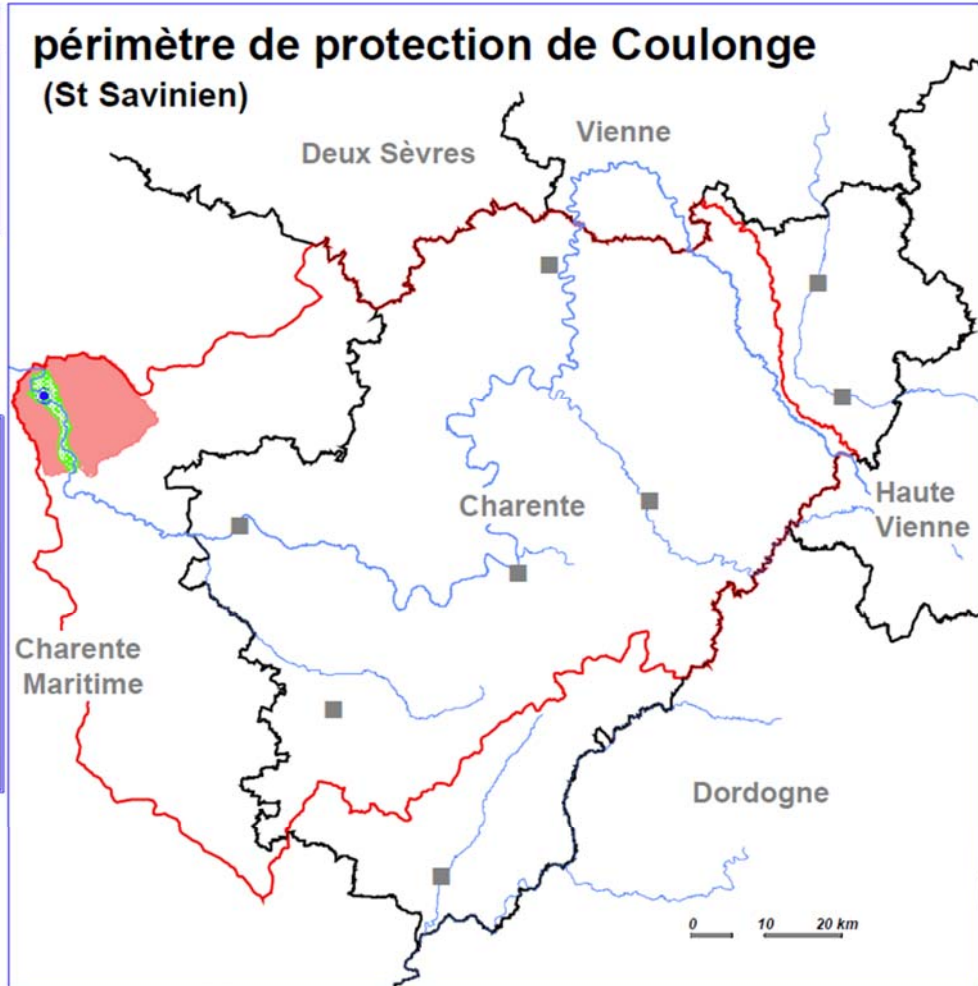 périmètre de protection de Coulonge
(St Savinien)
Vienne
Deux Sèvres
Charente
Haute
Vienne
Charente
Maritime
Dordogne
0 10 20 km